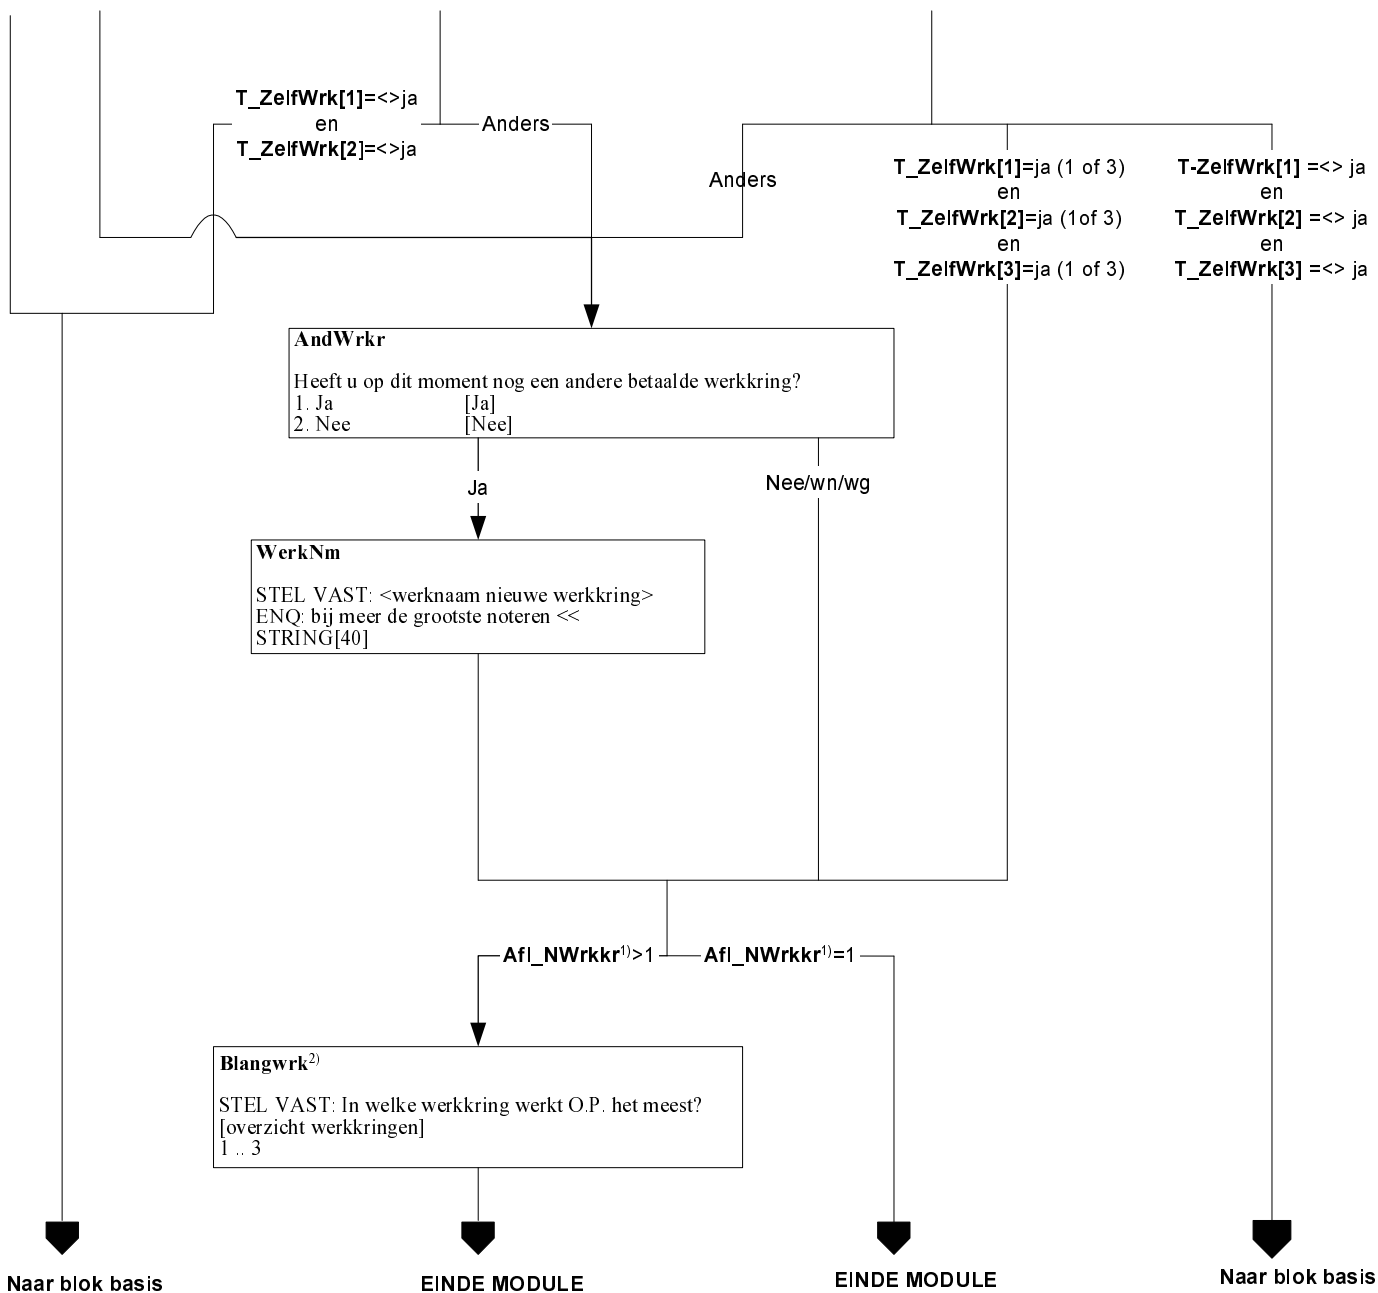 T_ZelfWrk[1]=<>ja
en
T_ZelfWrk[2]=<>ja
Anders
Anders
T_ZelfWrk[1]=ja (1 of 3)
en
T_ZelfWrk[2]=ja (1of 3)
en
T_ZelfWrk[3]=ja (1 of 3)
T-ZelfWrk[1] =<> ja
en
T_ZelfWrk[2] =<> ja
en
T_ZelfWrk[3] =<> ja
AndWrkr
Heeft u op dit moment nog een andere betaalde werkkring?
1. Ja [Ja]
2. Nee [Nee]
Ja
Nee/wn/wg
WerkNm
STEL VAST: <werknaam nieuwe werkkring>
ENQ: bij meer de grootste noteren <<
STRING[40]
Afl_NWrkkr1)>1
Afl_NWrkkr1)=1
Blangwrk2)
STEL VAST: In welke werkkring werkt O.P. het meest?
[overzicht werkkringen]
1 .. 3
Naar blok basis
EINDE MODULE
EINDE MODULE
Naar blok basis